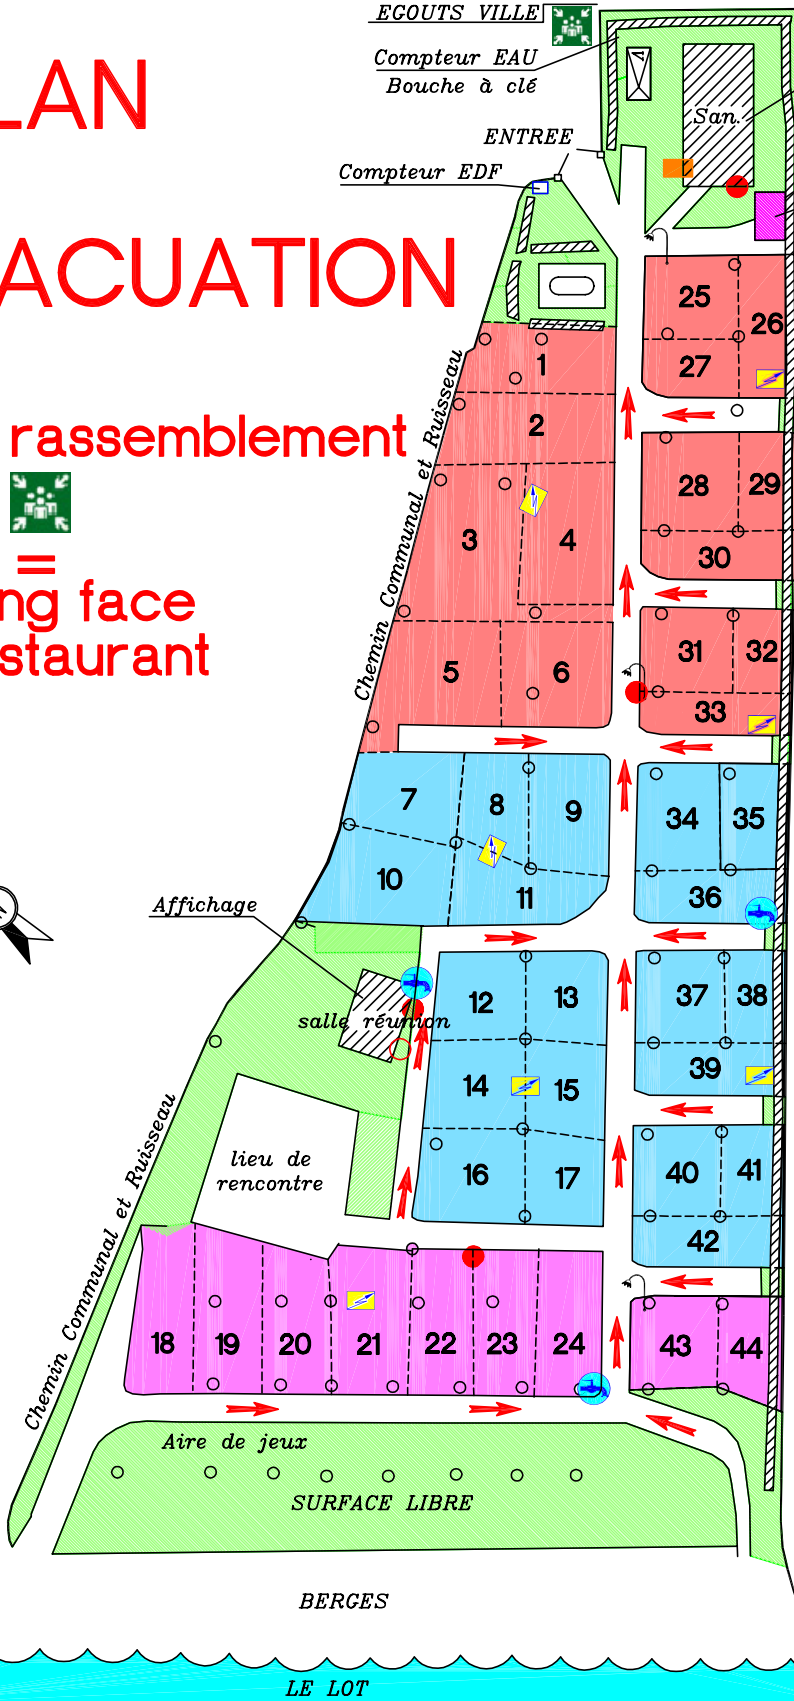 EGOUTS VILLE
Compteur EAU
Bouche à clé
LAN
San.
ENTREE
Compteur EDF
ACUATION
25
26
27
1
2
rassemblement
28
29
3
4
30
=
ng face
staurant
Chemin Communal et Ruisseau
31
32
5
6
33
7
8
9
34
35
10
11
36
Affichage
12
13
37
38
salle réunion
14
15
39
lieu de
rencontre
16
17
40
41
42
Chemin Communal et Ruisseau
18
19
20
21
22
23
24
43
44
Aire de jeux
SURFACE LIBRE
BERGES
LE LOT